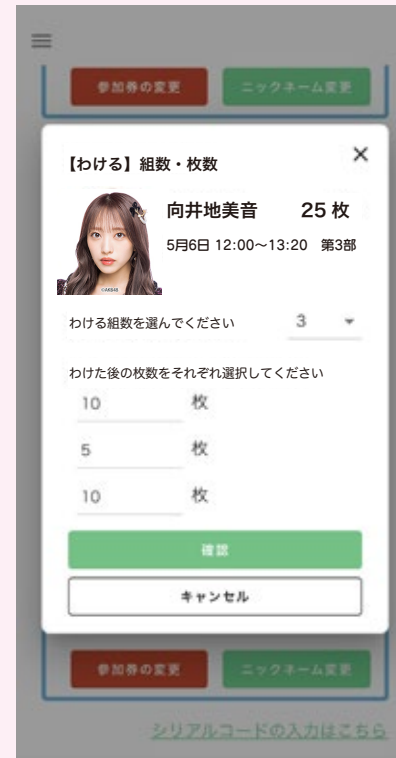 参加券の変更 ニックネーム変更
【わける】組数・枚数 ×
向井地美音 25 枚
5月6日 12:00～13:20 第3部
©AKB48
わける組数を選んでください 3
わけた後の枚数をそれぞれ選択してください
10 枚
5 枚
10 枚
確認
キャンセル
参加券の変更 ニックネーム変更
シリアルコードの入力はこちら